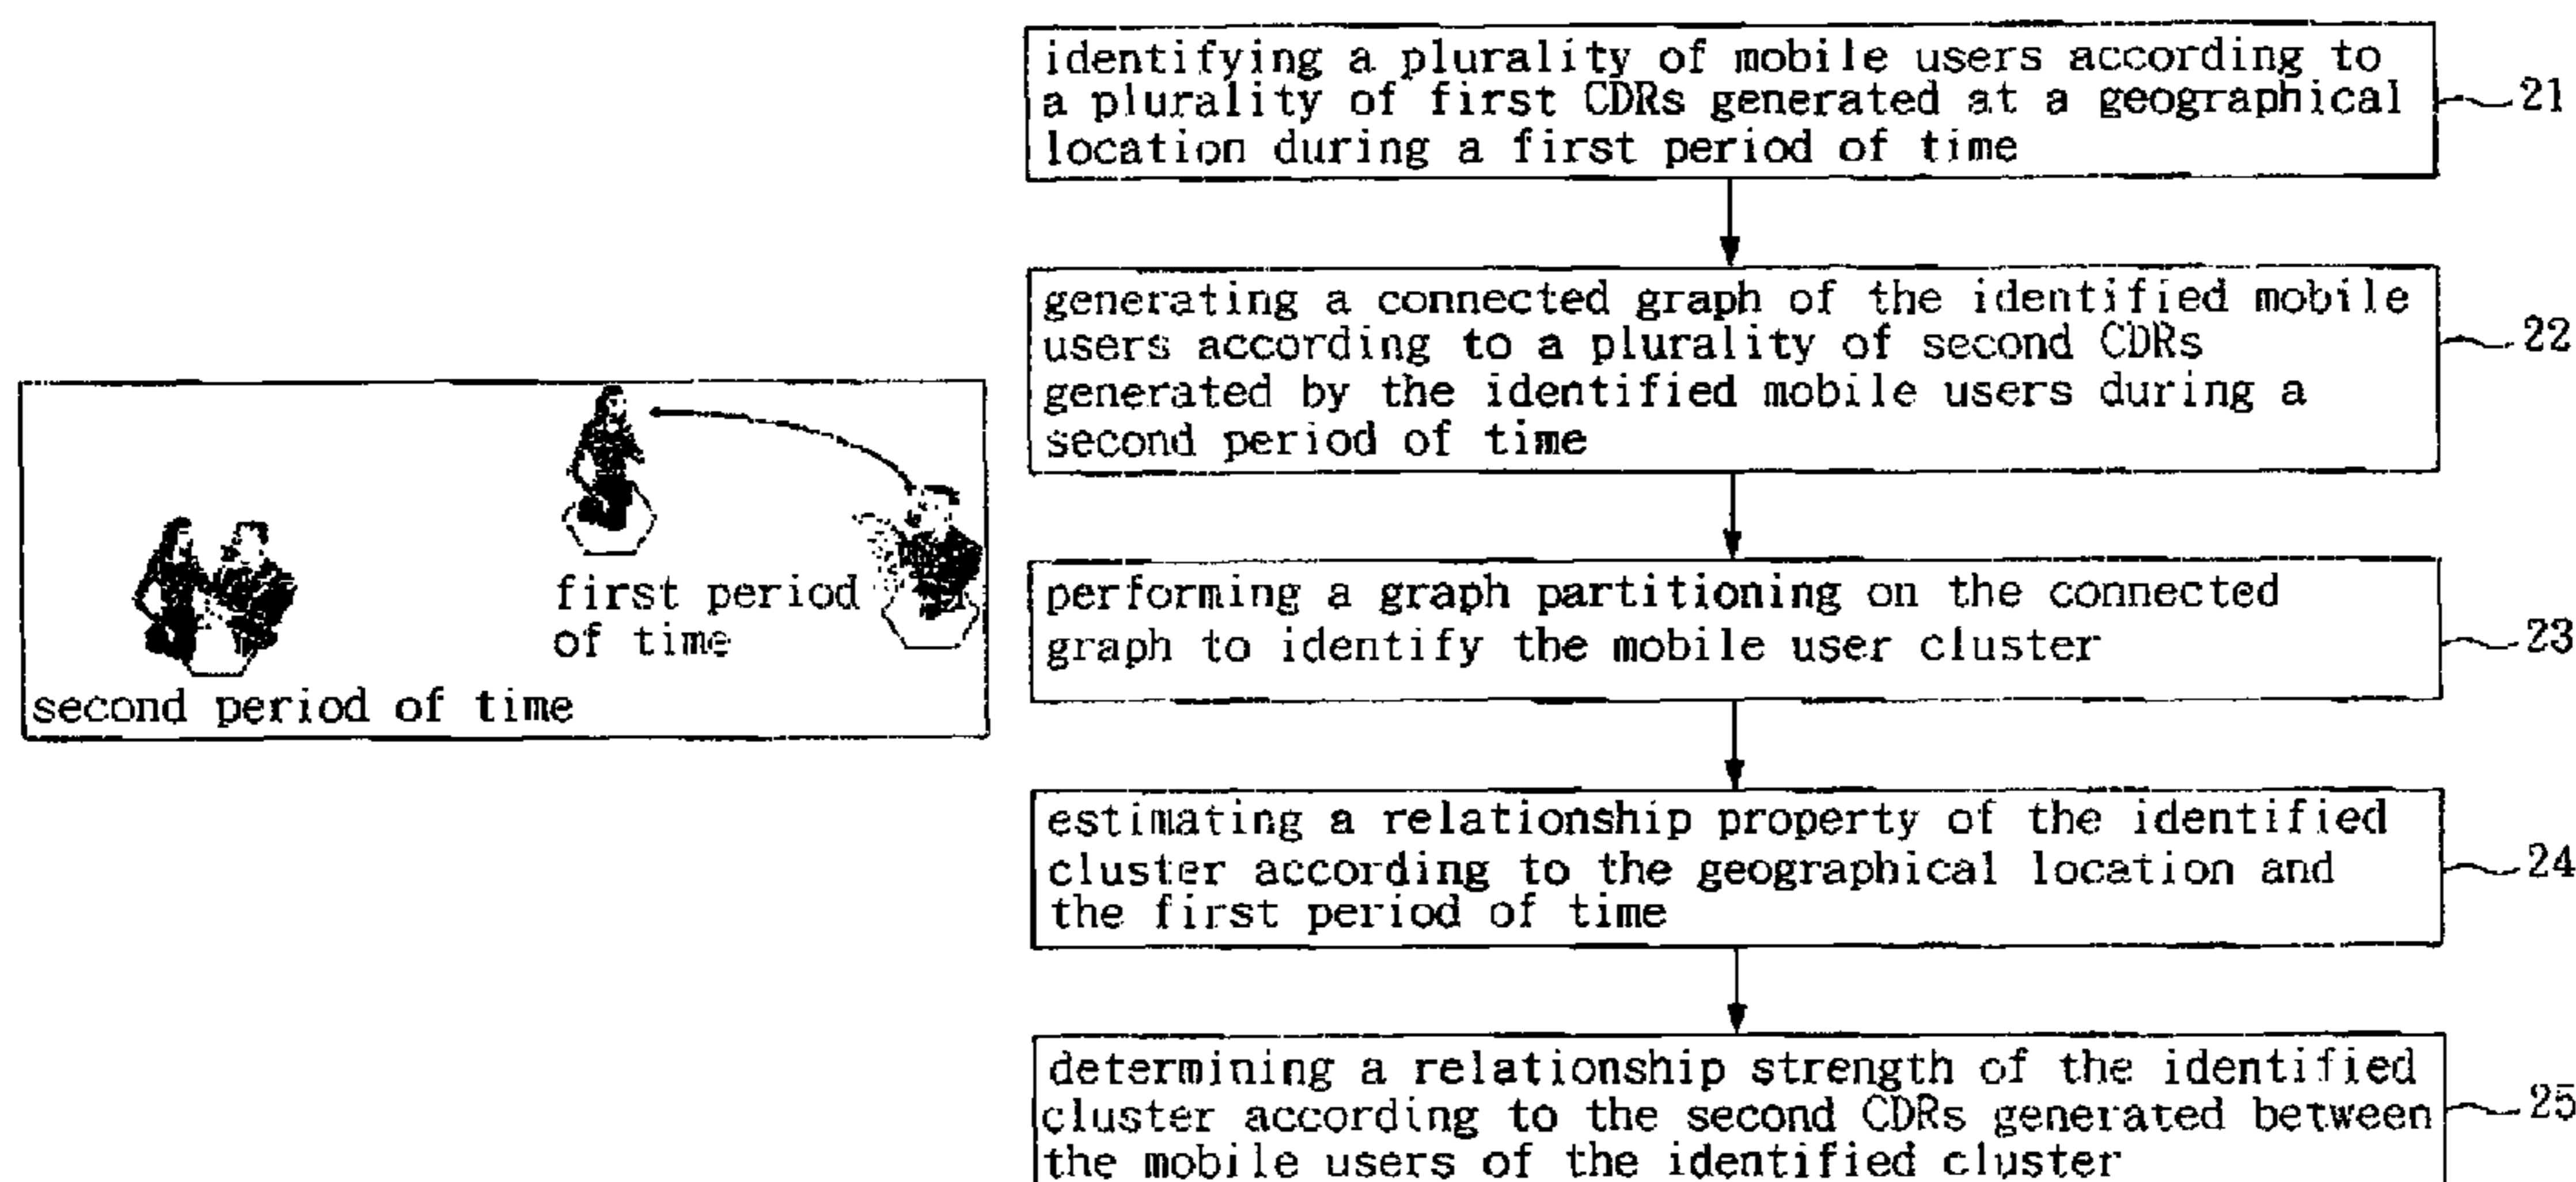 identifying a plurality of mobile users according to
a plurality of first CDRs generated at a geographical
location during a first period of time
21
generating a connected graph of the identified mobile
users according to a plurality of second CDRs
generated by the identified mobile users during a
second period of time
22
first period
of time
second period of time
performing a graph partitioning on the connected
graph to identify the mobile user cluster
23
estimating a relationship property of the identified
cluster according to the geographical location and
the first period of time
24
determining a relationship strength of the identified
cluster according to the second CDRs generated between
the mobile users of the identified cluster
25